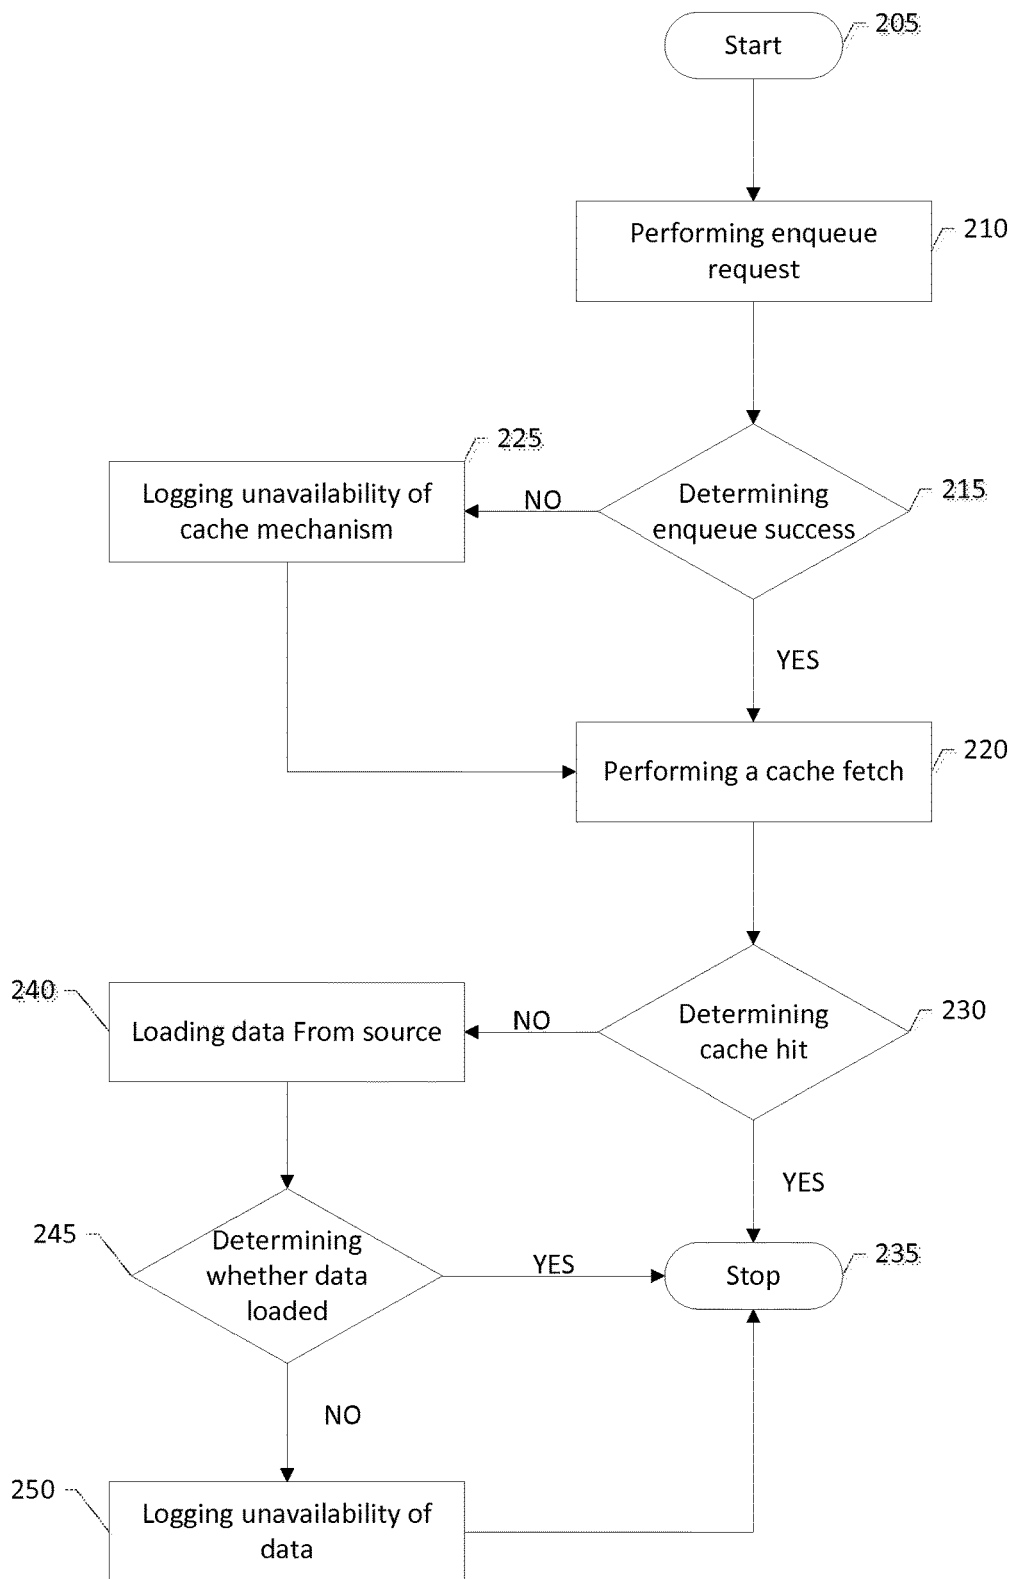 Start
205
Performing enqueue
request
210
225
Logging unavailability of
cache mechanism
NO
Determining
enqueue success
215
YES
Performing a cache fetch
220
240
Loading data From source
NO
Determining
cache hit
230
YES
245
Determining
whether data
loaded
YES
Stop
235
NO
250
Logging unavailability of
data